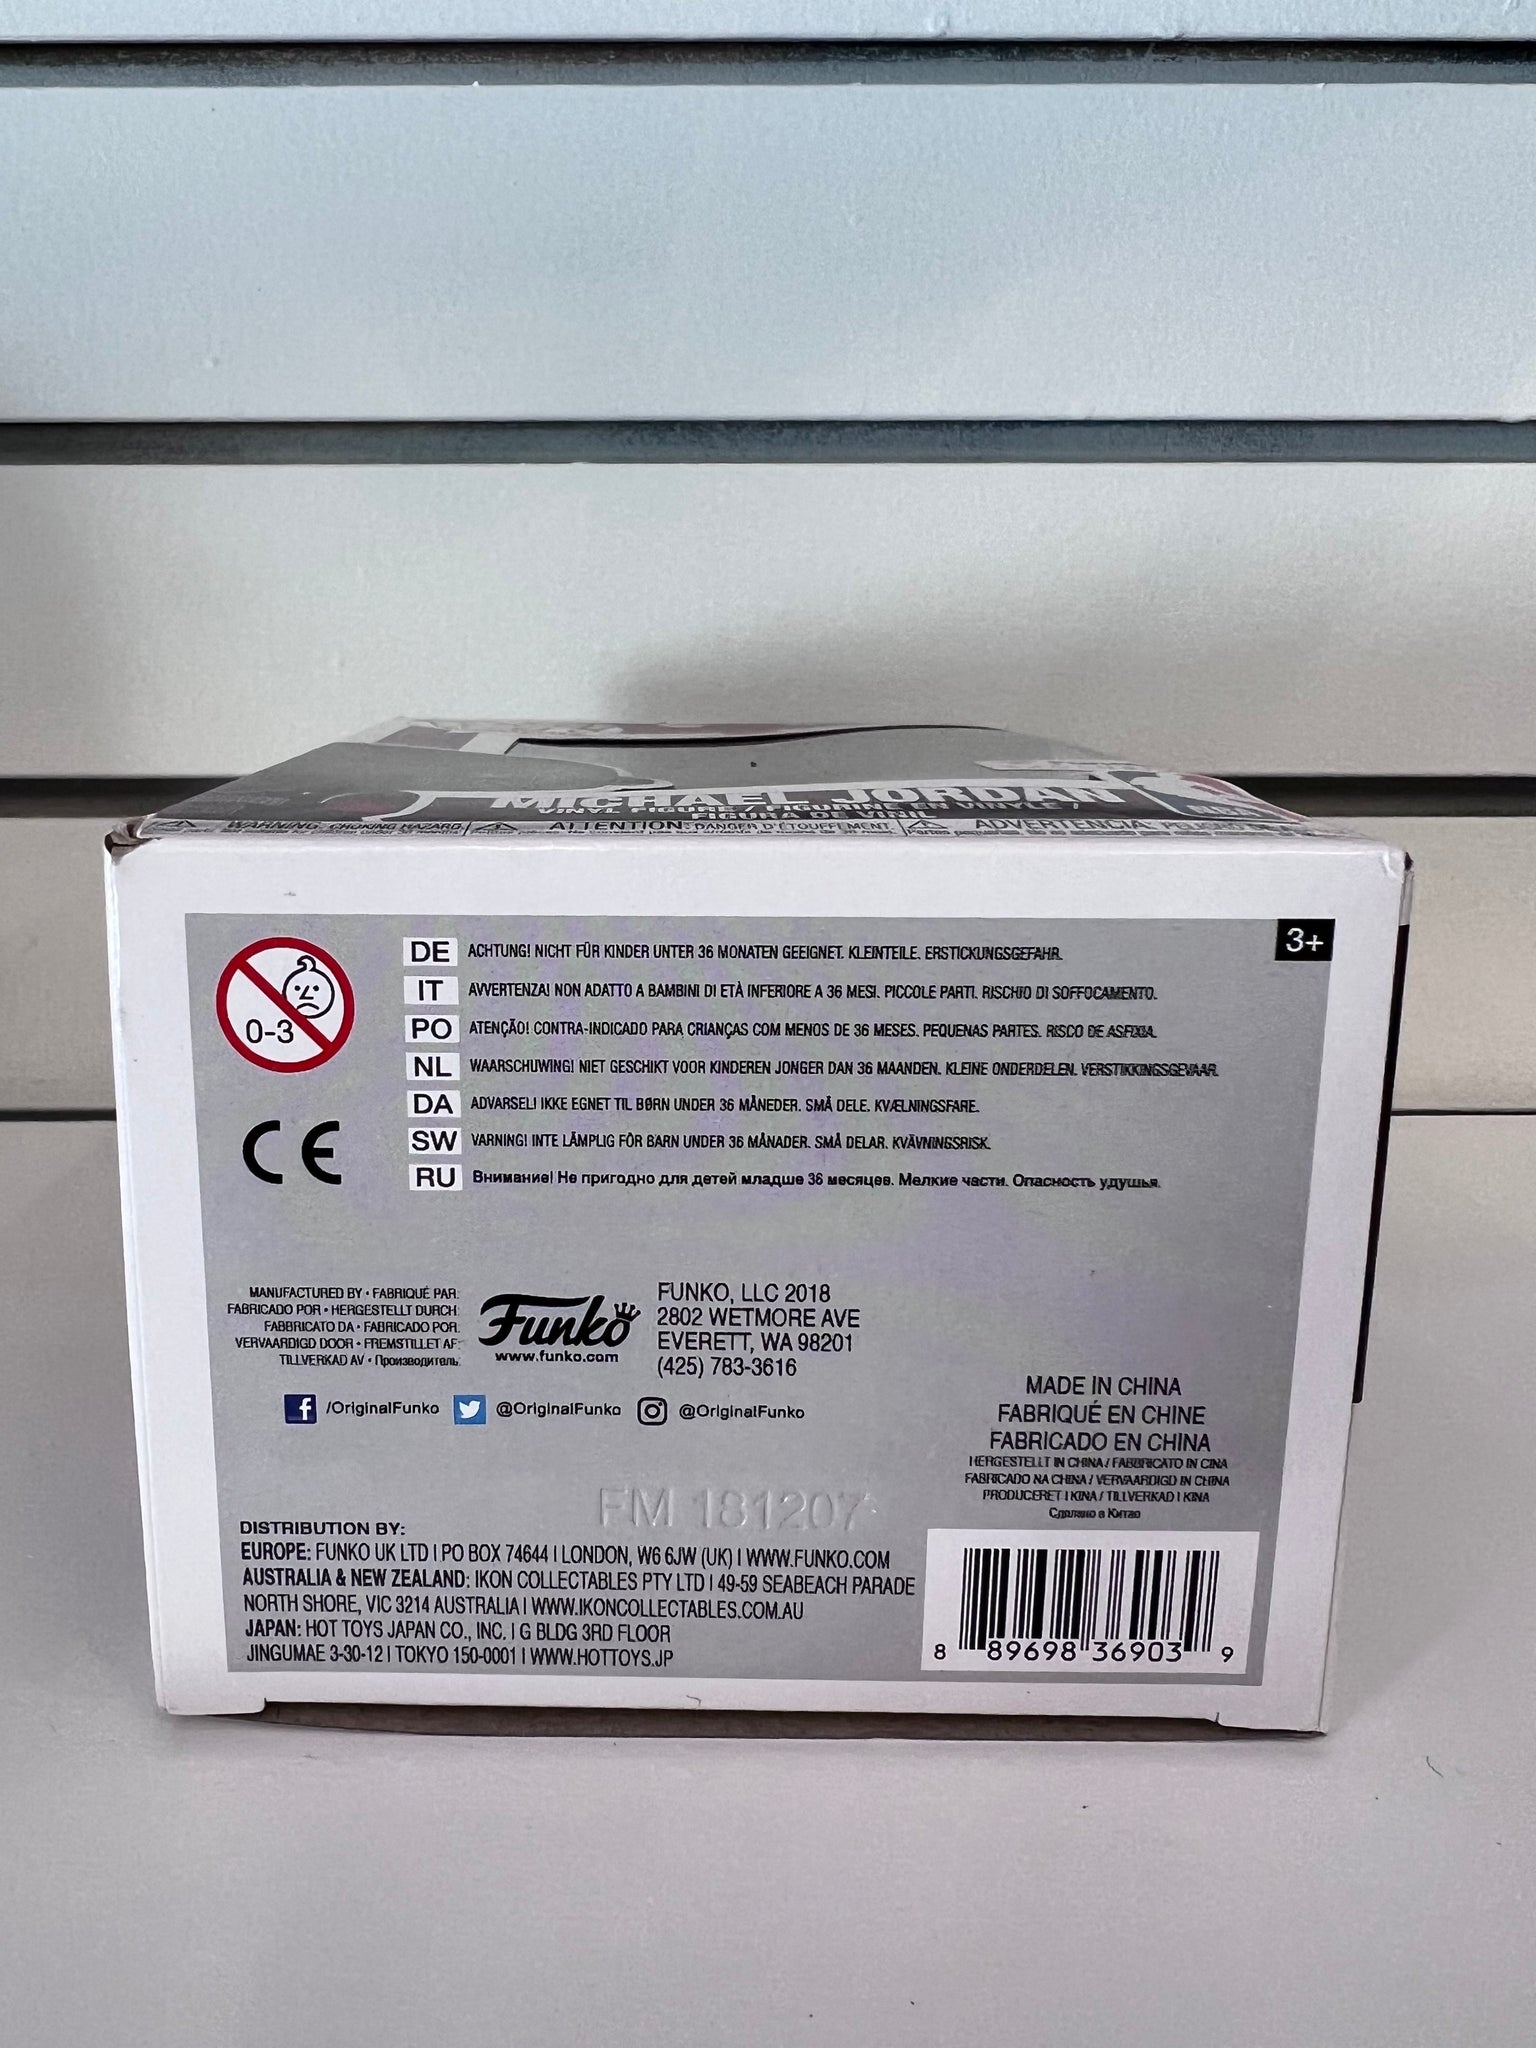 MICHAEL JORDAN
VINYL FIGURE / FIGURINE EN VINYLE /
FIGURA DE VINIL
WARNING: CHOKING HAZARD. ATTENTION: DANGER D'ÉTOUFFEMENT. ADVERTENCIA:
3+
0-3
DE ACHTUNG! NICHT FÜR KINDER UNTER 36 MONATEN GEEIGNET. KLEINTEILE. ERSTICKUNGSGEFAHR.
IT AVVERTENZA! NON ADATTO A BAMBINI DI ETÀ INFERIORE A 36 MESI. PICCOLE PARTI. RISCHIO DI SOFFOCAMENTO.
PO ATENÇÃO! CONTRA-INDICADO PARA CRIANÇAS COM MENOS DE 36 MESES. PEQUENAS PARTES. RISCO DE ASFIXIA.
NL WAARSCHUWING! NIET GESCHIKT VOOR KINDEREN JONGER DAN 36 MAANDEN. KLEINE ONDERDELEN. VERSTIKKINGSGEVAAR.
DA ADVARSEL! IKKE EGNET TIL BØRN UNDER 36 MÅNEDER. SMÅ DELE. KVÆLNINGSFARE.
SW VARNING! INTE LÄMPLIG FÖR BARN UNDER 36 MÅNADER. SMÅ DELAR. KVÄVNINGSRISK.
RU Внимание! Не пригодно для детей младше 36 месяцев. Мелкие части. Опасность удушья.
CE
MANUFACTURED BY • FABRIQUÉ PAR:
FABRICADO POR • HERGESTELLT DURCH:
FABBRICATO DA • FABRICADO POR:
VERVAARDIGD DOOR • FREMSTILLET AF:
TILLVERKAD AV • Производитель:
Funko
www.funko.com
FUNKO, LLC 2018
2802 WETMORE AVE
EVERETT, WA 98201
(425) 783-3616
/OriginalFunko @OriginalFunko @OriginalFunko
MADE IN CHINA
FABRIQUÉ EN CHINE
FABRICADO EN CHINA
HERGESTELLT IN CHINA / FABBRICATO IN CINA
FABRICADO NA CHINA / VERVAARDIGD IN CHINA
PRODUCERET I KINA / TILLVERKAD I KINA
Сделано в Китае
FM 181207
DISTRIBUTION BY:
EUROPE: FUNKO UK LTD | PO BOX 74644 | LONDON, W6 6JW (UK) | WWW.FUNKO.COM
AUSTRALIA & NEW ZEALAND: IKON COLLECTABLES PTY LTD | 49-59 SEABEACH PARADE
NORTH SHORE, VIC 3214 AUSTRALIA | WWW.IKONCOLLECTABLES.COM.AU
JAPAN: HOT TOYS JAPAN CO., INC. | G BLDG 3RD FLOOR
JINGUMAE 3-30-12 | TOKYO 150-0001 | WWW.HOTTOYS.JP
8 89698 36903 9